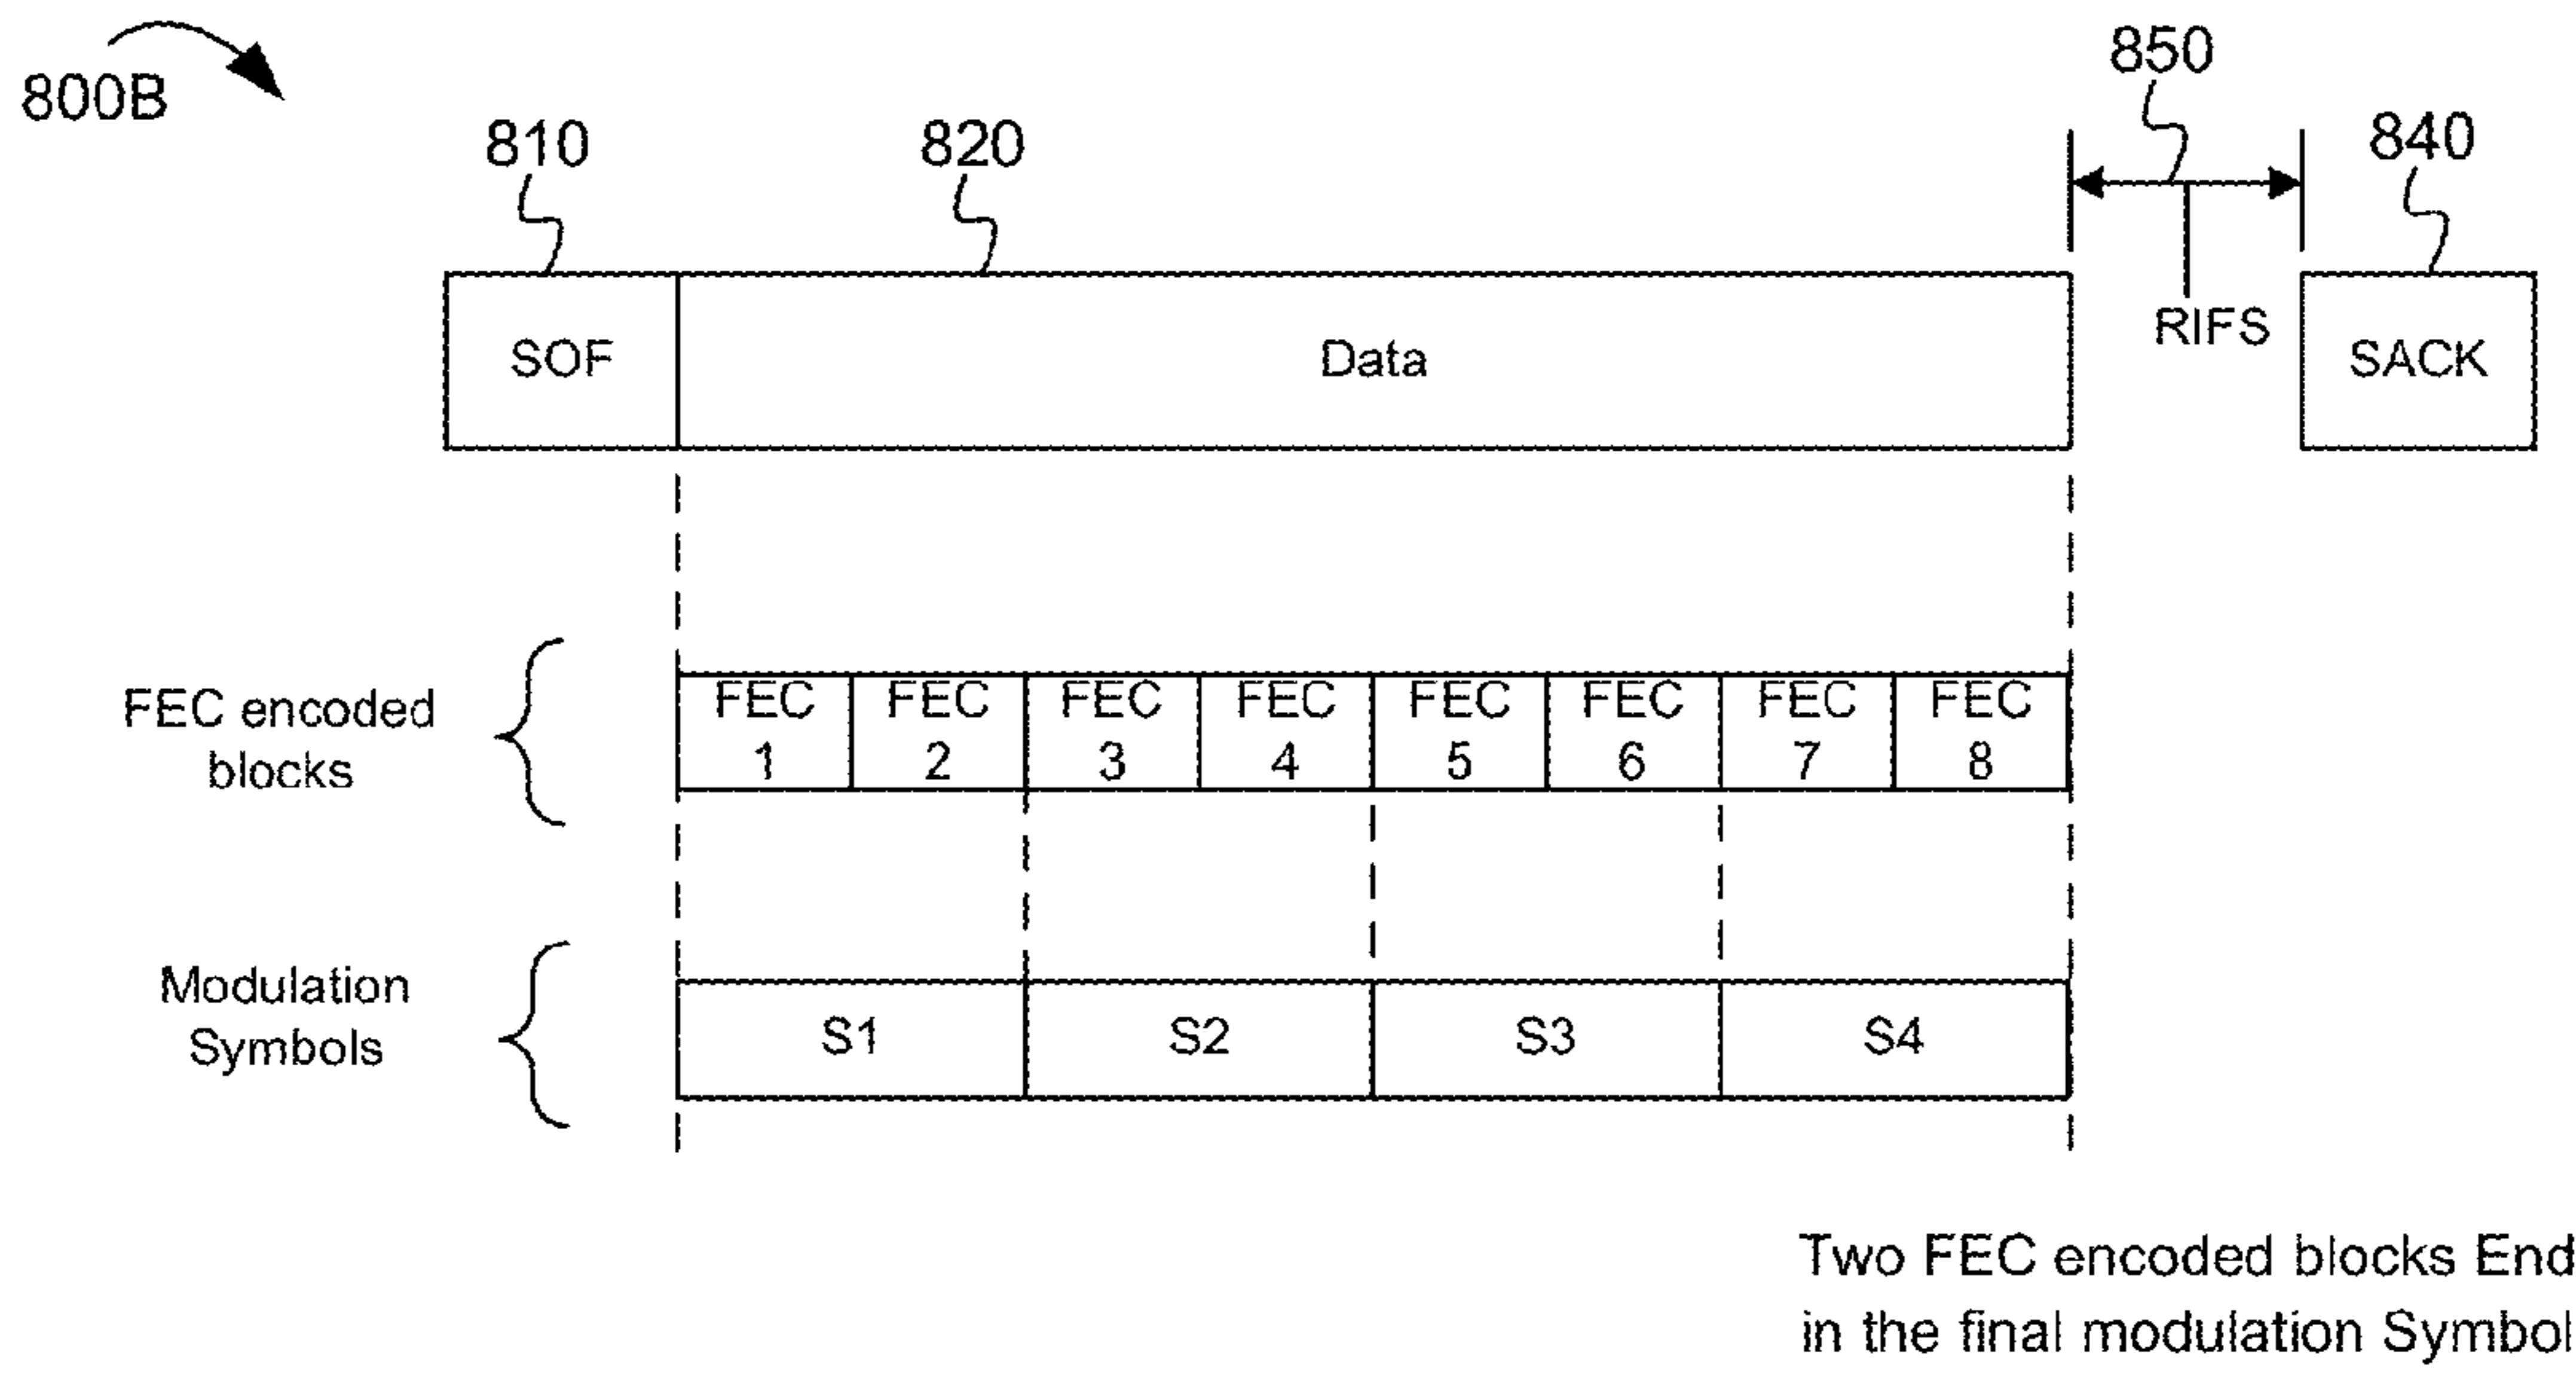 800B
850
810
820
840
SOF
Data
RIFS
SACK
FEC encoded
blocks
FEC
1
FEC
2
FEC
3
FEC
4
FEC
5
FEC
6
FEC
7
FEC
8
Modulation
Symbols
S1
S2
S3
S4
Two FEC encoded blocks End
in the final modulation Symbol